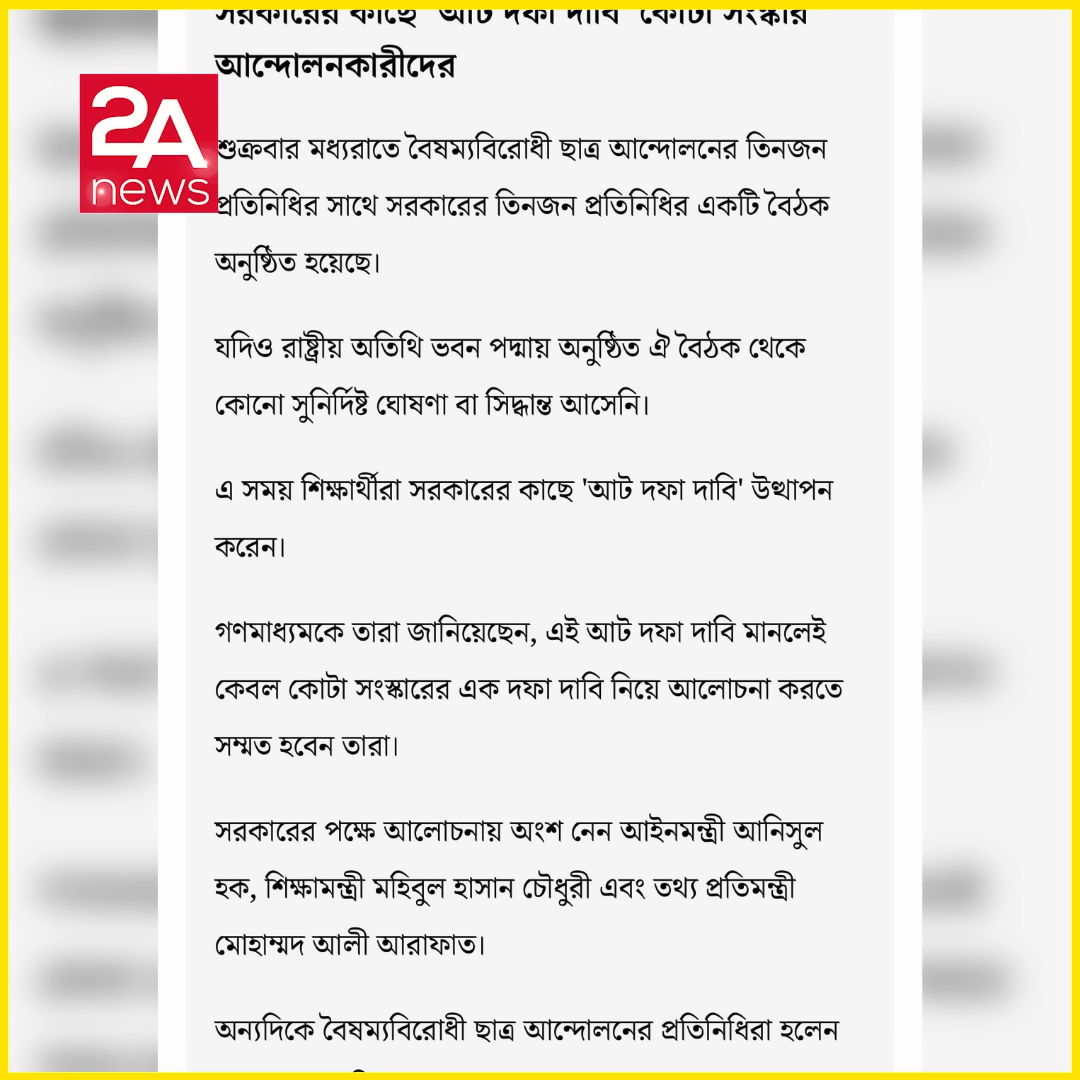 সরকারের কাছে 'আট দফা দাবি' কোটা সংস্কার
আন্দোলনকারীদের
2A
news
শুক্রবার মধ্যরাতে বৈষম্যবিরোধী ছাত্র আন্দোলনের তিনজন
প্রতিনিধির সাথে সরকারের তিনজন প্রতিনিধির একটি বৈঠক
অনুষ্ঠিত হয়েছে।
যদিও রাষ্ট্রীয় অতিথি ভবন পদ্মায় অনুষ্ঠিত ঐ বৈঠক থেকে
কোনো সুনির্দিষ্ট ঘোষণা বা সিদ্ধান্ত আসেনি।
এ সময় শিক্ষার্থীরা সরকারের কাছে 'আট দফা দাবি' উত্থাপন
করেন।
গণমাধ্যমকে তারা জানিয়েছেন, এই আট দফা দাবি মানলেই
কেবল কোটা সংস্কারের এক দফা দাবি নিয়ে আলোচনা করতে
সম্মত হবেন তারা।
সরকারের পক্ষে আলোচনায় অংশ নেন আইনমন্ত্রী আনিসুল
হক, শিক্ষামন্ত্রী মহিবুল হাসান চৌধুরী এবং তথ্য প্রতিমন্ত্রী
মোহাম্মদ আলী আরাফাত।
অন্যদিকে বৈষম্যবিরোধী ছাত্র আন্দোলনের প্রতিনিধিরা হলেন